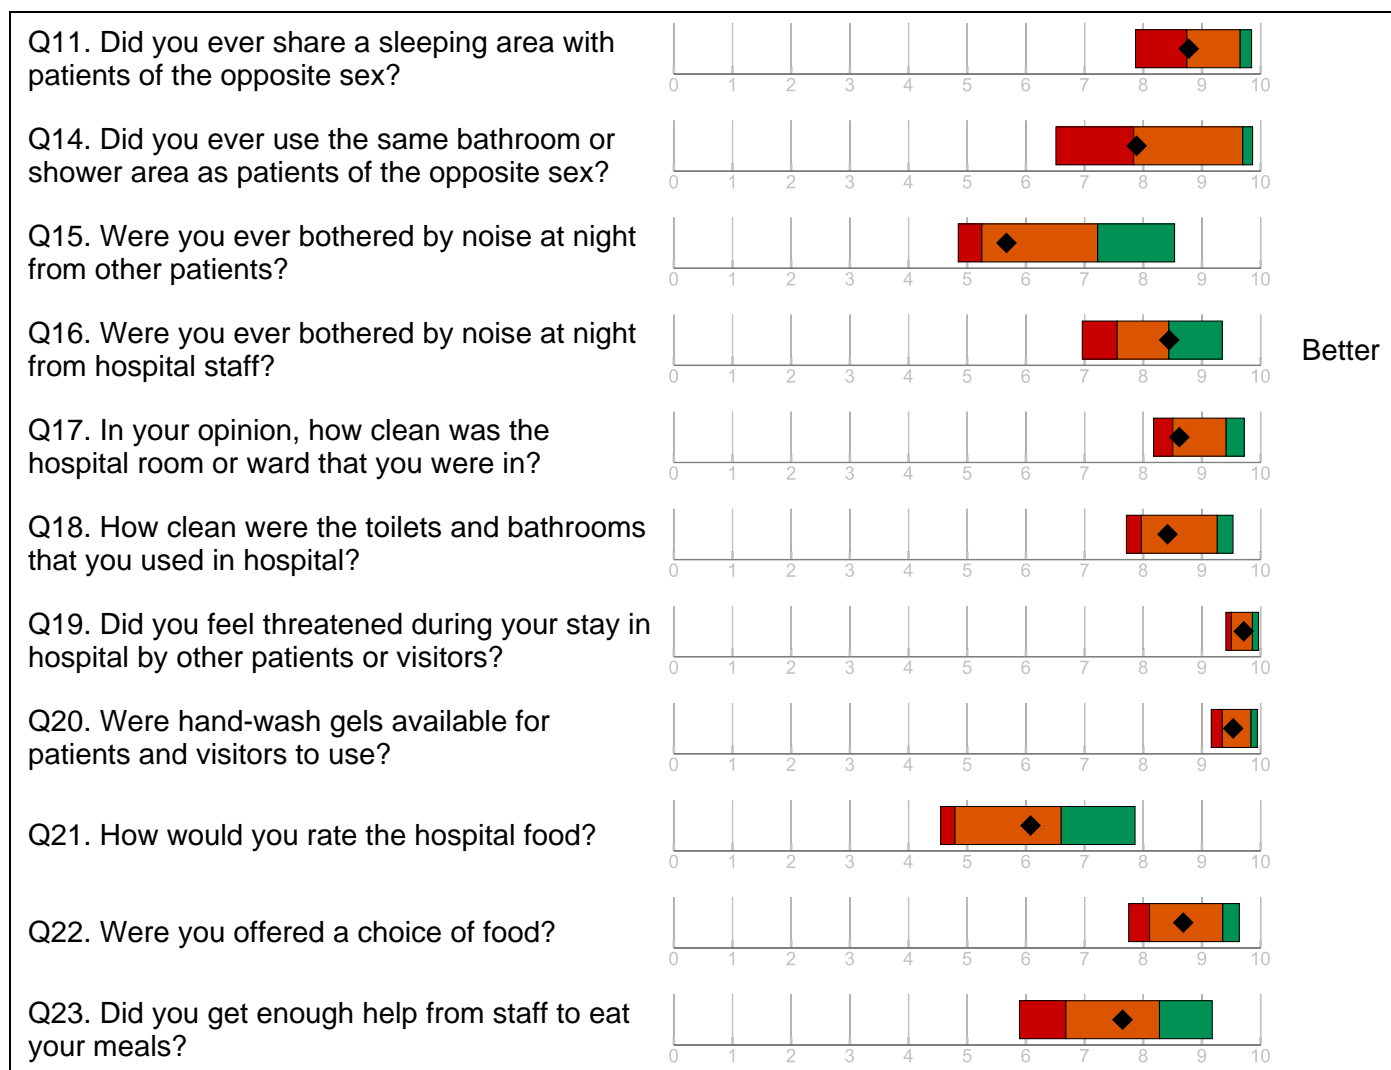 Q11. Did you ever share a sleeping area with
patients of the opposite sex?
0 1 2 3 4 5 6 7 8 9 10
Q14. Did you ever use the same bathroom or
shower area as patients of the opposite sex?
0 1 2 3 4 5 6 7 8 9 10
Q15. Were you ever bothered by noise at night
from other patients?
0 1 2 3 4 5 6 7 8 9 10
Q16. Were you ever bothered by noise at night
from hospital staff?
0 1 2 3 4 5 6 7 8 9 10
Better
Q17. In your opinion, how clean was the
hospital room or ward that you were in?
0 1 2 3 4 5 6 7 8 9 10
Q18. How clean were the toilets and bathrooms
that you used in hospital?
0 1 2 3 4 5 6 7 8 9 10
Q19. Did you feel threatened during your stay in
hospital by other patients or visitors?
0 1 2 3 4 5 6 7 8 9 10
Q20. Were hand-wash gels available for
patients and visitors to use?
0 1 2 3 4 5 6 7 8 9 10
Q21. How would you rate the hospital food?
0 1 2 3 4 5 6 7 8 9 10
Q22. Were you offered a choice of food?
0 1 2 3 4 5 6 7 8 9 10
Q23. Did you get enough help from staff to eat
your meals?
0 1 2 3 4 5 6 7 8 9 10